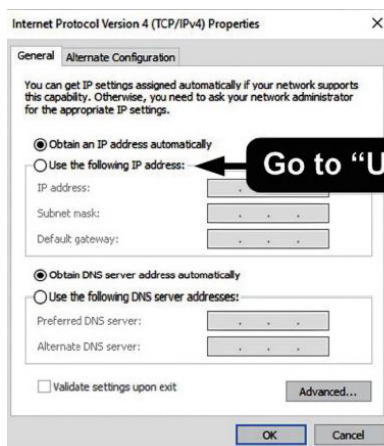 Internet Protocol Version 4 (TCP/IPv4) Properties
General Alternate Configuration
You can get IP settings assigned automatically if your network supports
this capability. Otherwise, you need to ask your network administrator
for the appropriate IP settings.
Obtain an IP address automatically
Use the following IP address:
Go to “U
IP address:
Subnet mask:
Default gateway:
Obtain DNS server address automatically
Use the following DNS server addresses:
Preferred DNS server:
Alternate DNS server:
Validate settings upon exit
Advanced...
OK Cancel